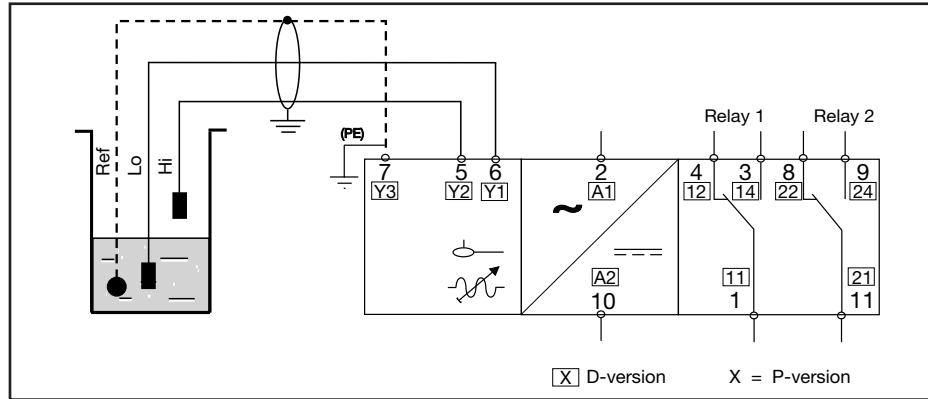 Relay 1 Relay 2
Ref
Lo
Hi
(PE)
7 5 6 2 4 3 8 9
Y3 Y2 Y1 A1 12 14 22 24
~
A2 11 21
10 1 11
X D-version X = P-version